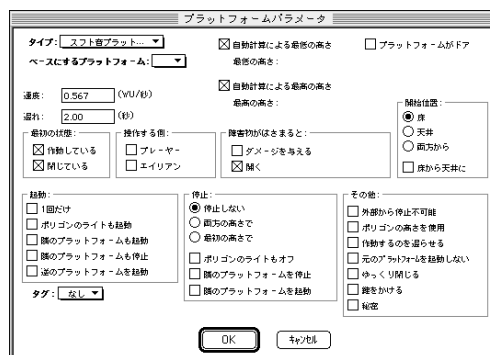 プラットフォームパラメータ
タイプ: スフト音プラット...
ベースにするプラットフォーム:
自動計算による最低の高さ
最低の高さ:
プラットフォームがドア
自動計算による最高の高さ
最高の高さ:
速度: 0.567 (WU/秒)
遅れ: 2.00 (秒)
最初の状態:
作動している
閉じている
操作する側:
プレーヤー
エイリアン
障害物がはさまると:
ダメージを与える
開く
開始位置:
床
天井
両方から
床から天井に
起動:
1回だけ
ポリゴンのライトも起動
隣のプラットフォームも起動
隣のプラットフォームも停止
逆のプラットフォームを起動
タグ: なし
停止:
停止しない
両方の高さで
最初の高さで
ポリゴンのライトもオフ
隣のプラットフォームを停止
隣のプラットフォームを起動
その他:
外部から停止不可能
ポリゴンの高さを使用
作動するのを遅らせる
元のプラットフォームを起動しない
ゆっくり閉じる
鍵をかける
秘密
OK
キャンセル